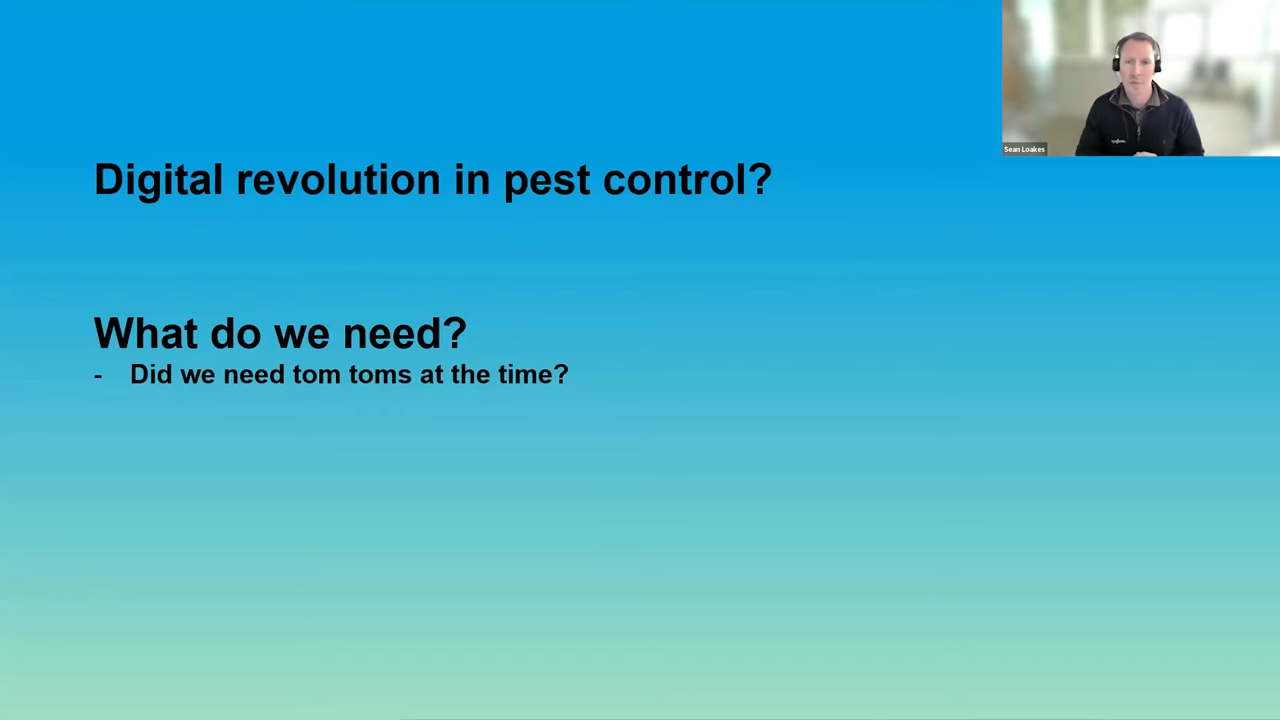 Digital revolution in pest control?
What do we need?
- Did we need tom toms at the time?
Sean Loakes